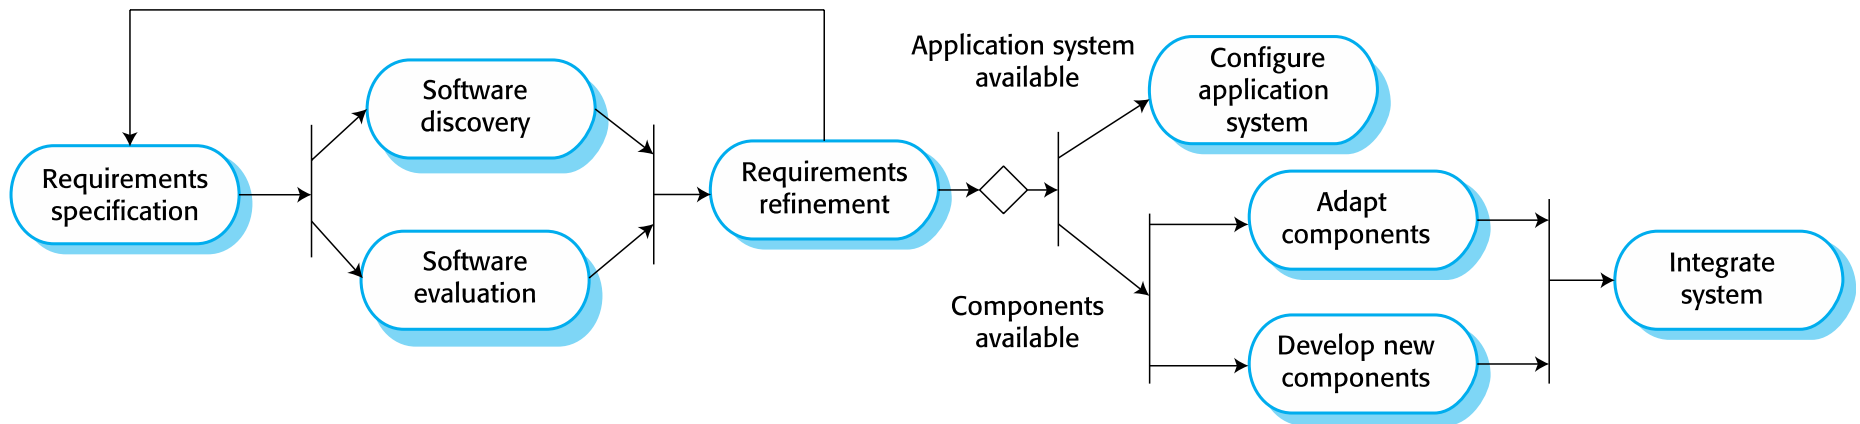 Requirements
specification
Software
discovery
Software
evaluation
Requirements
refinement
Application system
available
Configure
application
system
Components
available
Adapt
components
Develop new
components
Integrate
system